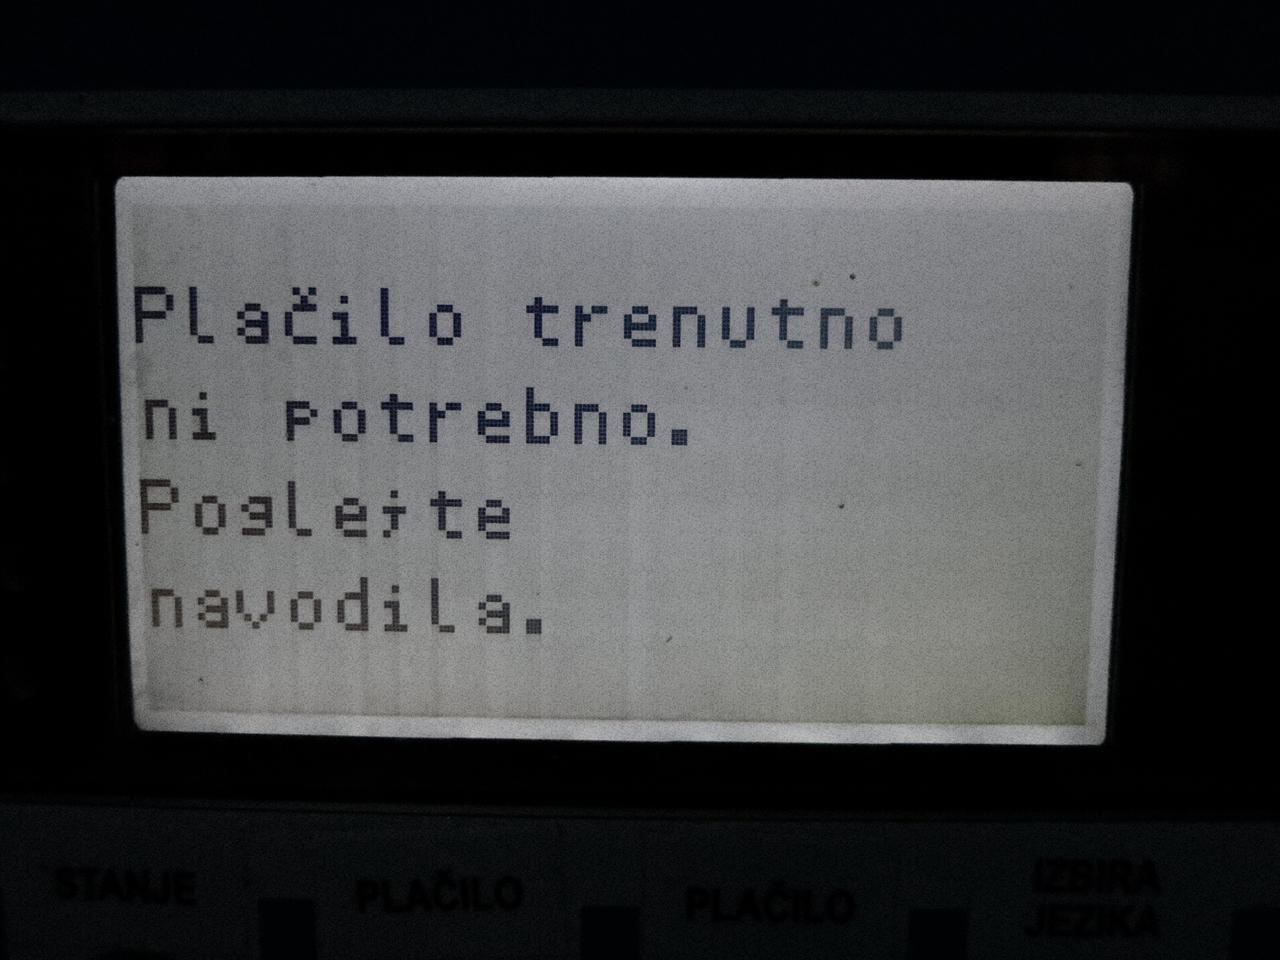 Plačilo trenutno
ni potrebno.
Poglejte
navodila.
STANJE
PLAČILO
PLAČILO
IZBIRA
JEZIKA